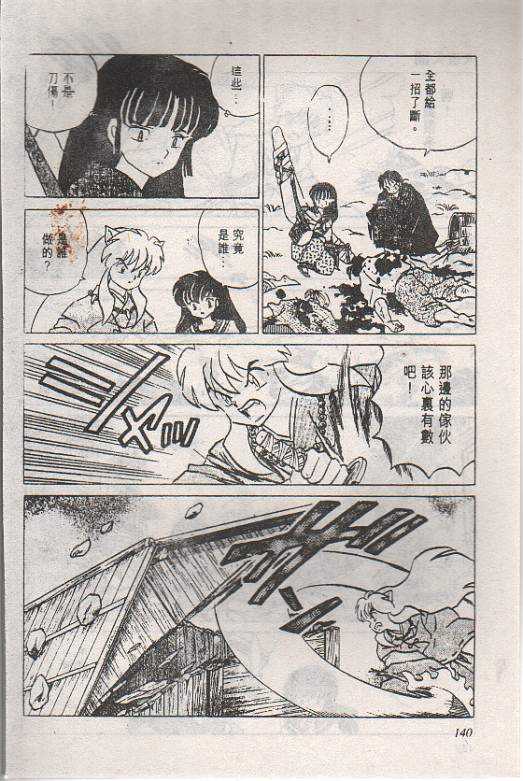 全都給
一招了斷。
‧‧‧‧
這些‧‧‧
不是
刀傷！
究竟
是誰‧‧‧
是誰
做的？
那邊的傢伙
該心裏有數
吧！
140